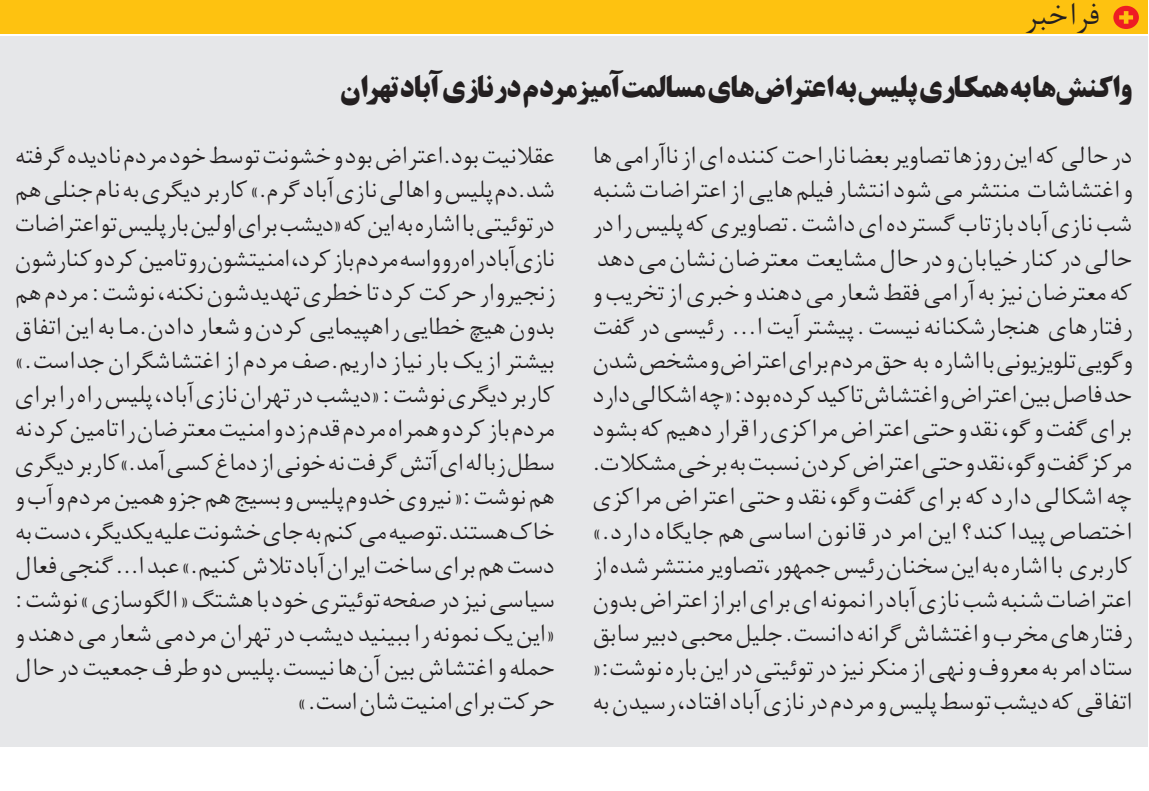 فراخبر
واکنش‌ها به همکاری پلیس به اعتراض‌های مسالمت‌آمیز مردم در نازی آباد تهران
در حالی که این روزها تصاویر بعضا ناراحت کننده ای از ناآرامی ها
و اغتشاشات منتشر می شود انتشار فیلم هایی از اعتراضات شنبه
شب نازی آباد بازتاب گسترده ای داشت . تصاویری که پلیس را در
حالی در کنار خیابان و در حال مشایعت معترضان نشان می دهد
که معترضان نیز به آرامی فقط شعار می دهند و خبری از تخریب و
رفتارهای هنجارشکنانه نیست . پیشتر آیت ا... رئیسی در گفت
وگویی تلویزیونی با اشاره به حق مردم برای اعتراض و مشخص شدن
حدفاصل بین اعتراض و اغتشاش تاکید کرده بود : «چه اشکالی دارد
برای گفت و گو، نقد و حتی اعتراض مراکزی را قرار دهیم که بشود
مرکز گفت و گو، نقد و حتی اعتراض کردن نسبت به برخی مشکلات.
چه اشکالی دارد که برای گفت وگو، نقد و حتی اعتراض مراکزی
اختصاص پیدا کند؟ این امر در قانون اساسی هم جایگاه دارد.»
کاربری با اشاره به این سخنان رئیس جمهور ،تصاویر منتشر شده از
اعتراضات شنبه شب نازی آباد را نمونه ای برای ابراز اعتراض بدون
رفتارهای مخرب و اغتشاش گرانه دانست. جلیل محبی دبیر سابق
ستاد امر به معروف و نهی از منکر نیز در توئیتی در این باره نوشت:«
اتفاقی که دیشب توسط پلیس و مردم در نازی آباد افتاد، رسیدن به
عقلانیت بود. اعتراض بود و خشونت توسط خود مردم نادیده گرفته
شد. دم پلیس و اهالی نازی آباد گرم.» کاربر دیگری به نام جنلی هم
در توئیتی با اشاره به این که «دیشب برای اولین بار پلیس تو اعتراضات
نازی‌آباد راه رو واسه مردم باز کرد، امنیتشون رو تامین کرد و کنارشون
زنجیروار حرکت کرد تا خطری تهدیدشون نکنه، نوشت : مردم هم
بدون هیچ خطایی راهپیمایی کردن و شعار دادن. ما به این اتفاق
بیشتر از یک بار نیاز داریم. صف مردم از اغتشاشگران جداست .»
کاربر دیگری نوشت : «دیشب در تهران نازی آباد، پلیس راه را برای
مردم باز کرد و همراه مردم قدم زد و امنیت معترضان را تامین کرد نه
سطل زباله ای آتش گرفت نه خونی از دماغ کسی آمد.» کاربر دیگری
هم نوشت :« نیروی خدوم پلیس و بسیج هم جزو همین مردم و آب و
خاک هستند. توصیه می کنم به جای خشونت علیه یکدیگر، دست به
دست هم برای ساخت ایران آباد تلاش کنیم.» عبدا... گنجی فعال
سیاسی نیز در صفحه توئیتری خود با هشتگ «الگوسازی» نوشت :
«این یک نمونه را ببینید دیشب در تهران مردمی شعار می دهند و
حمله و اغتشاش بین آن‌ها نیست. پلیس دو طرف جمعیت در حال
حرکت برای امنیت شان است. »